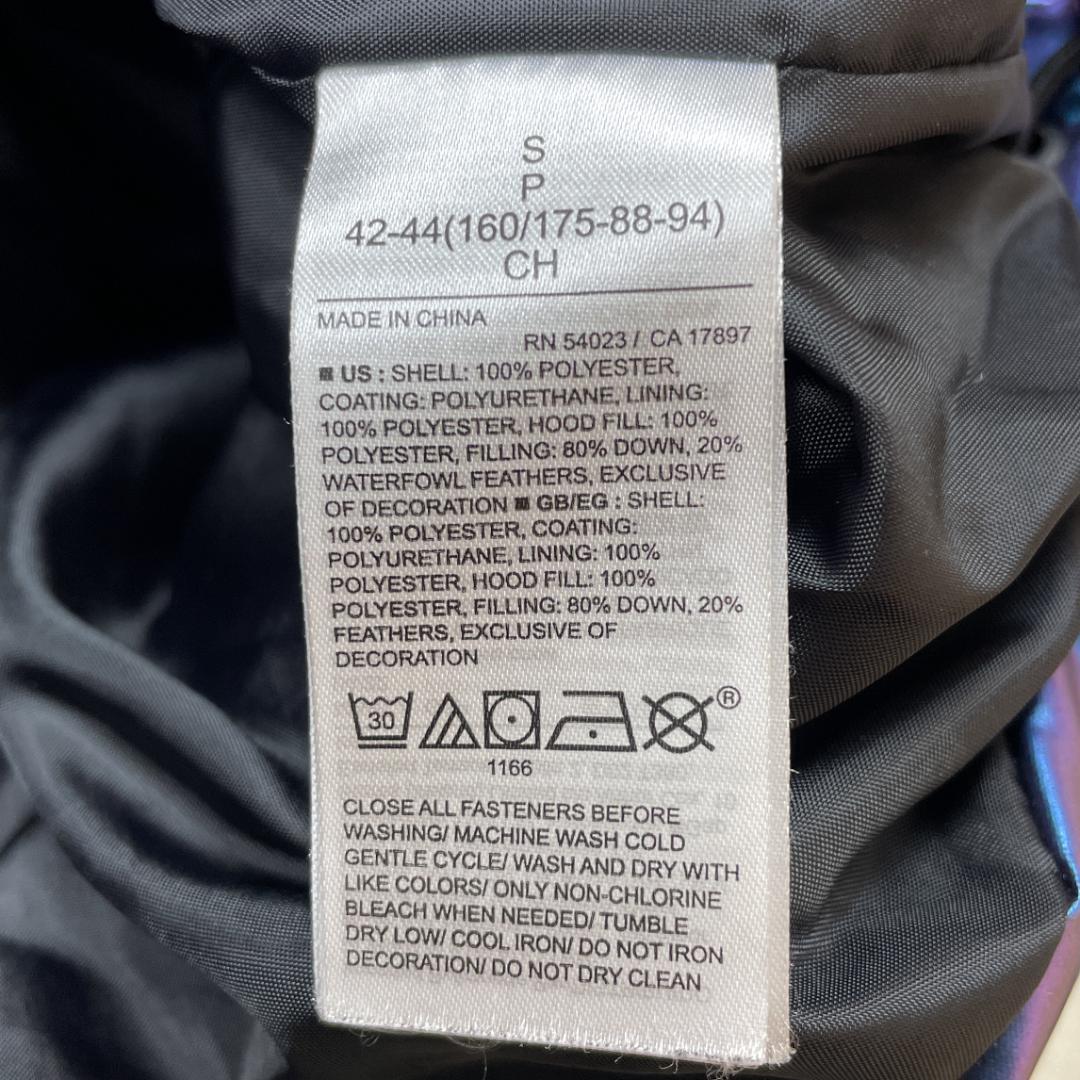 S
P
42-44(160/175-88-94)
CH
MADE IN CHINA
RN 54023 / CA 17897
■ US : SHELL: 100% POLYESTER,
COATING: POLYURETHANE, LINING:
100% POLYESTER, HOOD FILL: 100%
POLYESTER, FILLING: 80% DOWN, 20%
WATERFOWL FEATHERS, EXCLUSIVE
OF DECORATION ■ GB/EG : SHELL:
100% POLYESTER, COATING:
POLYURETHANE, LINING: 100%
POLYESTER, HOOD FILL: 100%
POLYESTER, FILLING: 80% DOWN, 20%
FEATHERS, EXCLUSIVE OF
DECORATION
30 ®
1166
CLOSE ALL FASTENERS BEFORE
WASHING/ MACHINE WASH COLD
GENTLE CYCLE/ WASH AND DRY WITH
LIKE COLORS/ ONLY NON-CHLORINE
BLEACH WHEN NEEDED/ TUMBLE
DRY LOW/ COOL IRON/ DO NOT IRON
DECORATION/ DO NOT DRY CLEAN